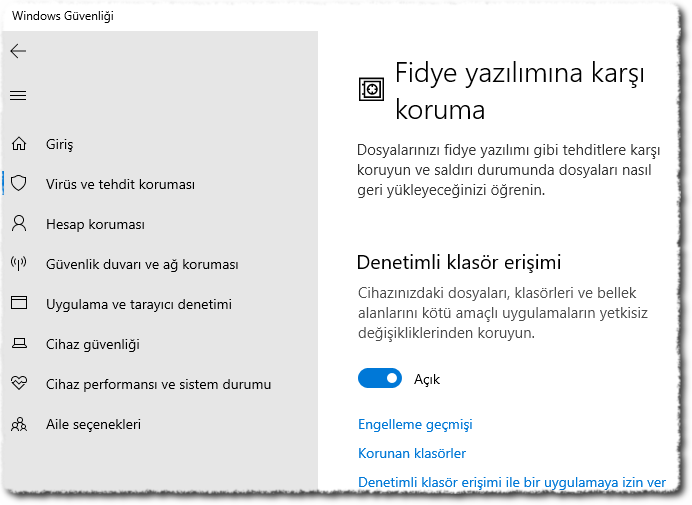 Windows Güvenliği
Giriş
Virüs ve tehdit koruması
Hesap koruması
Güvenlik duvarı ve ağ koruması
Uygulama ve tarayıcı denetimi
Cihaz güvenliği
Cihaz performansı ve sistem durumu
Aile seçenekleri
Fidye yazılımına karşı
koruma
Dosyalarınızı fidye yazılımı gibi tehditlere karşı
koruyun ve saldırı durumunda dosyaları nasıl
geri yükleyeceğinizi öğrenin.
Denetimli klasör erişimi
Cihazınızdaki dosyaları, klasörleri ve bellek
alanlarını kötü amaçlı uygulamaların yetkisiz
değişikliklerinden koruyun.
Açık
Engelleme geçmişi
Korunan klasörler
Denetimli klasör erişimi ile bir uygulamaya izin ver